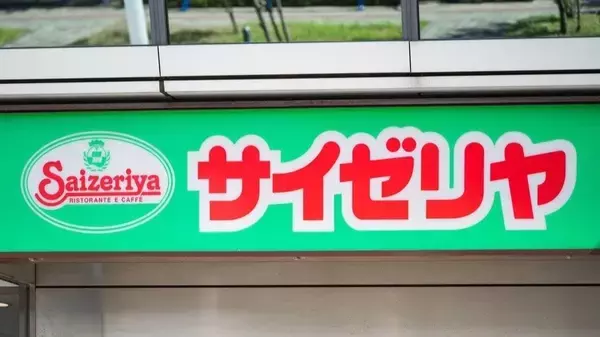 Saizeriya
RISTORANTE E CAFFÈ
サイゼリヤ